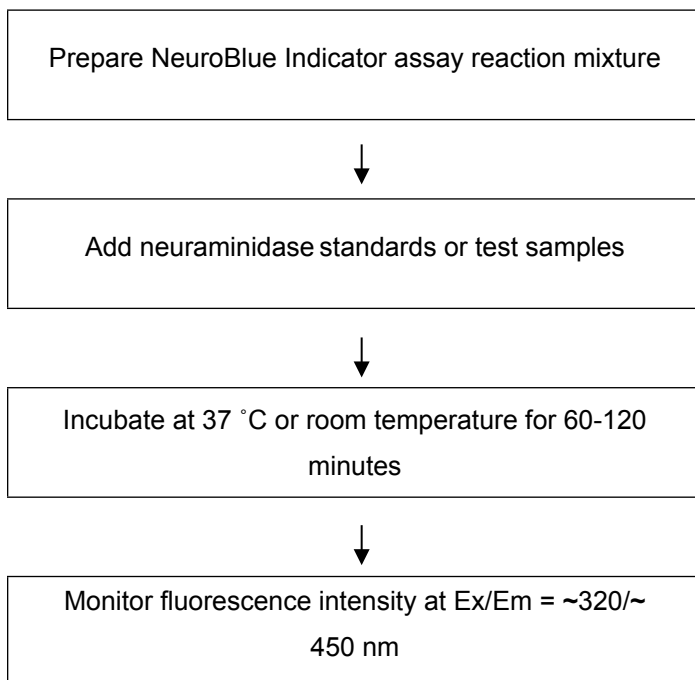 Prepare NeuroBlue Indicator assay reaction mixture
Add neuraminidase standards or test samples
Incubate at 37 ˚C or room temperature for 60-120
minutes
Monitor fluorescence intensity at Ex/Em = ~320/~
450 nm